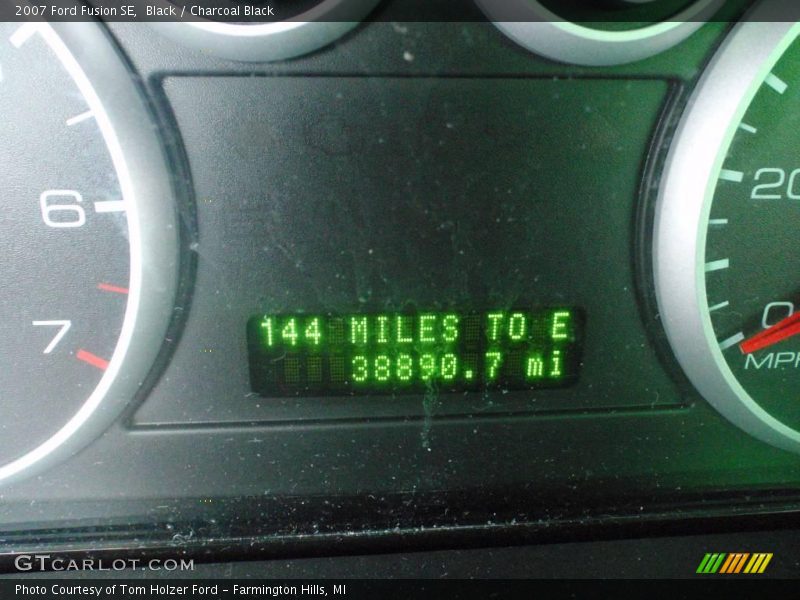 2007 Ford Fusion SE,  Black / Charcoal Black
6
7
20
0
MPH
144 MILES TO E
38890.7 mi
GTCARLOT.COM
Photo Courtesy of Tom Holzer Ford – Farmington Hills, MI